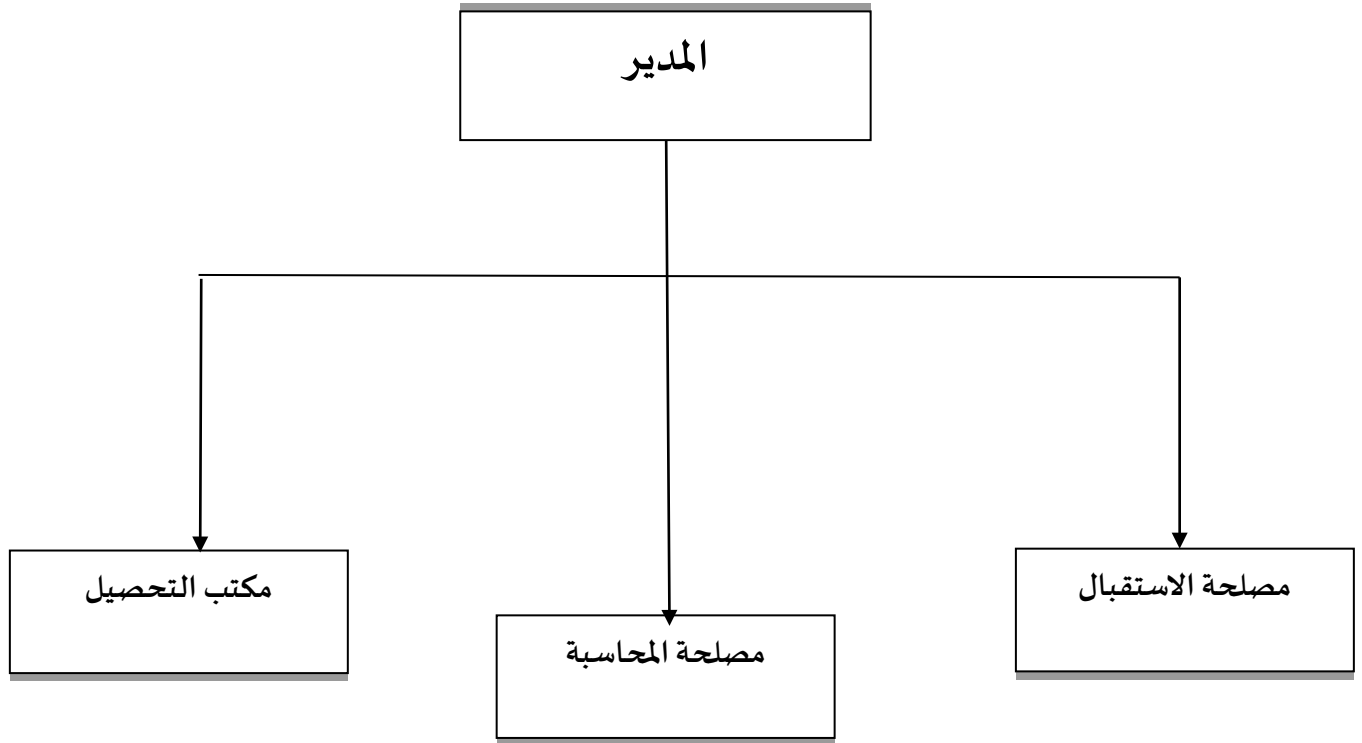 المدير
مصلحة الاستقبال
مصلحة المحاسبة
مكتب التحصيل